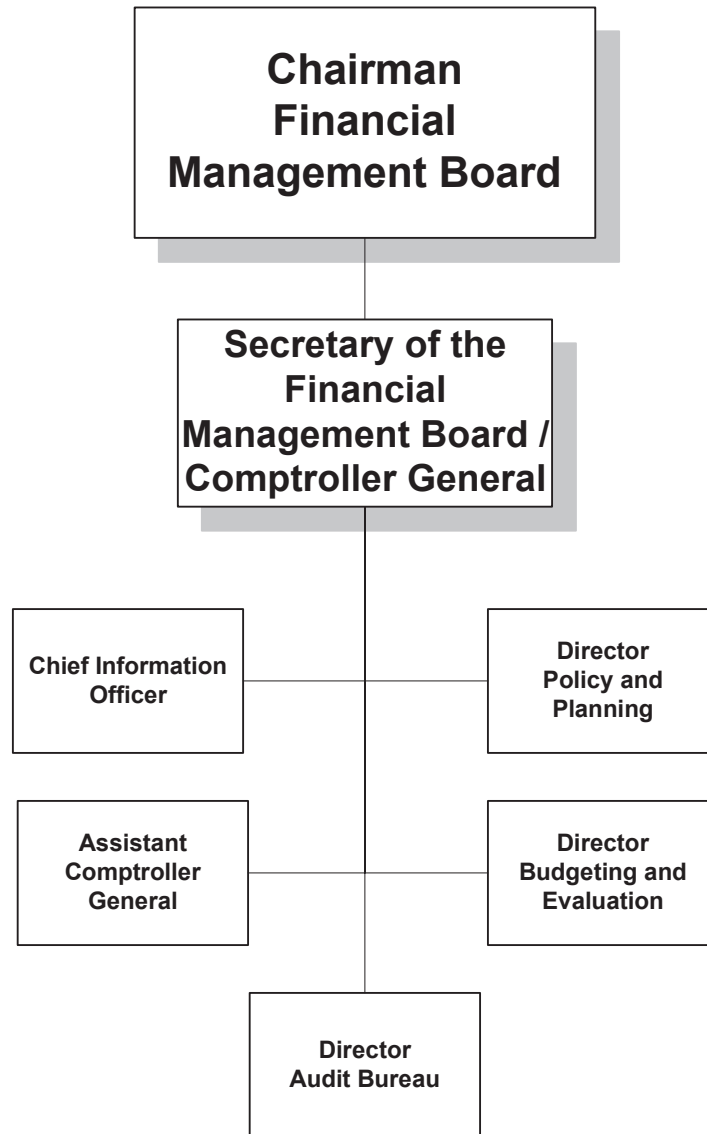 Chairman
Financial
Management Board
Secretary of the
Financial
Management Board /
Comptroller General
Chief Information
Officer
Director
Policy and
Planning
Assistant
Comptroller
General
Director
Budgeting and
Evaluation
Director
Audit Bureau